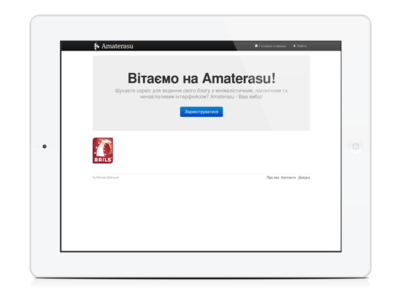 Amaterasu
Вітаємо на Amaterasu!
Шукаєте сервіс для ведення свого блогу з мінімалістичним, лаконічним та
ненав'язливим інтерфейсом? Amaterasu - Ваш вибір!
Зареєструватися
RAILS
Про нас Контакти Довідка